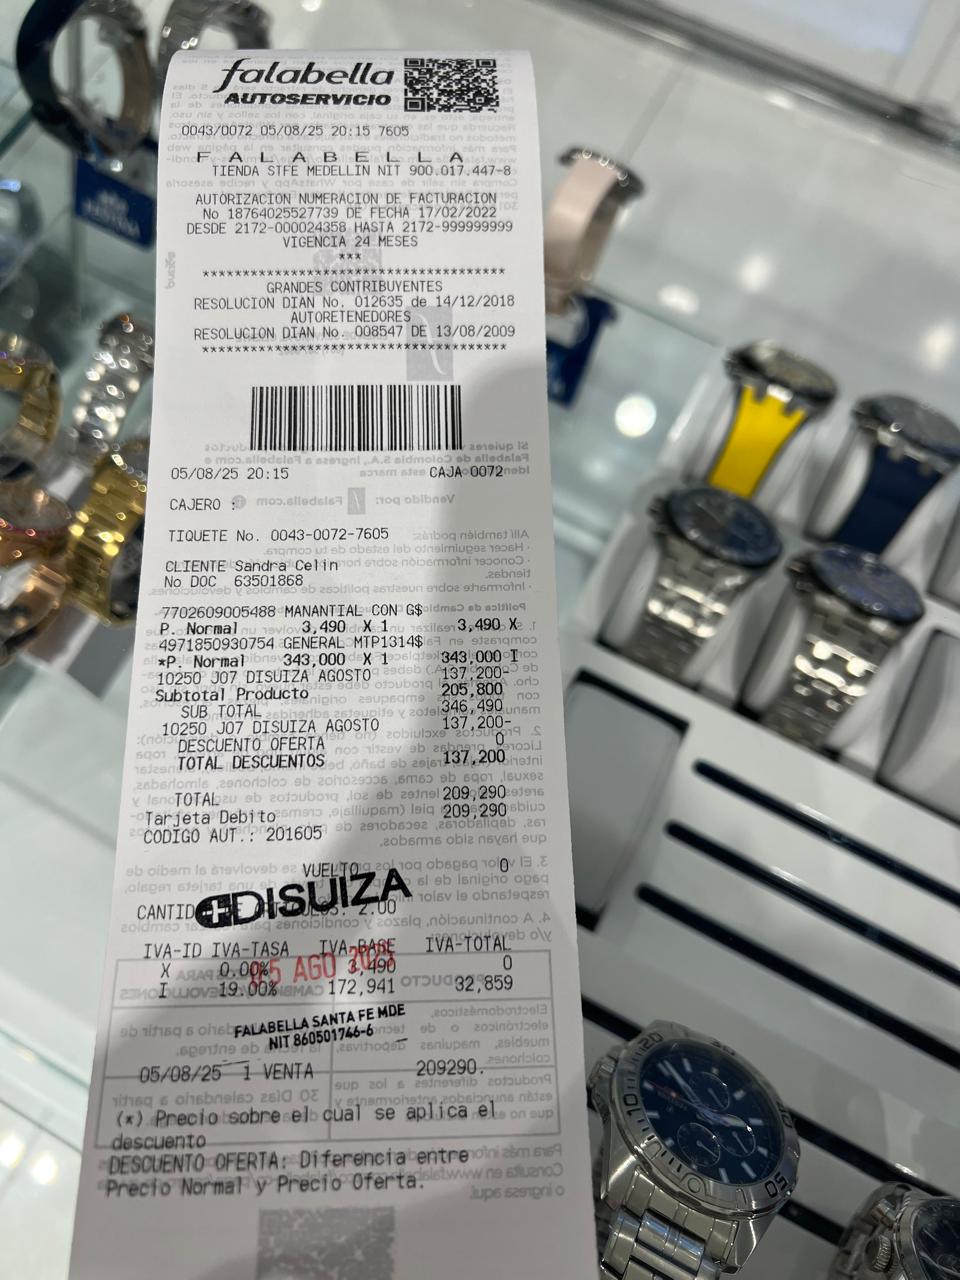 falabella
AUTOSERVICIO
0043/0072 05/08/25 20:15 7605
F A L A B E L L A
TIENDA STFE MEDELLIN NIT 900.017.447-8
AUTORIZACION NUMERACION DE FACTURACION
No 18764025527739 DE FECHA 17/02/2022
DESDE 2172-000024358 HASTA 2172-999999999
VIGENCIA 24 MESES
***
****************************************
GRANDES CONTRIBUYENTES
RESOLUCION DIAN No. 012635 de 14/12/2018
AUTORETENEDORES
RESOLUCION DIAN No. 008547 DE 13/08/2009
****************************************
05/08/25 20:15 CAJA 0072
CAJERO :
TIQUETE No. 0043-0072-7605
CLIENTE Sandra Celin
No DOC 63501868
7702609005488 MANANTIAL CON G$
P. Normal 3,490 X 1 3,490 X
4971850930754 GENERAL MTP1314$
*P. Normal 343,000 X 1 343,000 I
10250 J07 DISUIZA AGOSTO 137,200-
Subtotal Producto 205,800
SUB TOTAL 346,490
10250 J07 DISUIZA AGOSTO 137,200-
DESCUENTO OFERTA 0
TOTAL DESCUENTOS 137,200
TOTAL 209,290
Tarjeta Debito 209,290
CODIGO AUT.: 201605
VUELTO 0
DISUIZA
CANTID 2.00
IVA-ID IVA-TASA IVA-BASE IVA-TOTAL
X 0.00% 3,490 0
05 AGO 2025
I 19.00% 172,941 32,859
FALABELLA SANTA FE MDE
NIT 860501746-6
05/08/25 1 VENTA 209290.
(*) Precio sobre el cual se aplica el
descuento
DESCUENTO OFERTA: Diferencia entre
Precio Normal y Precio Oferta.